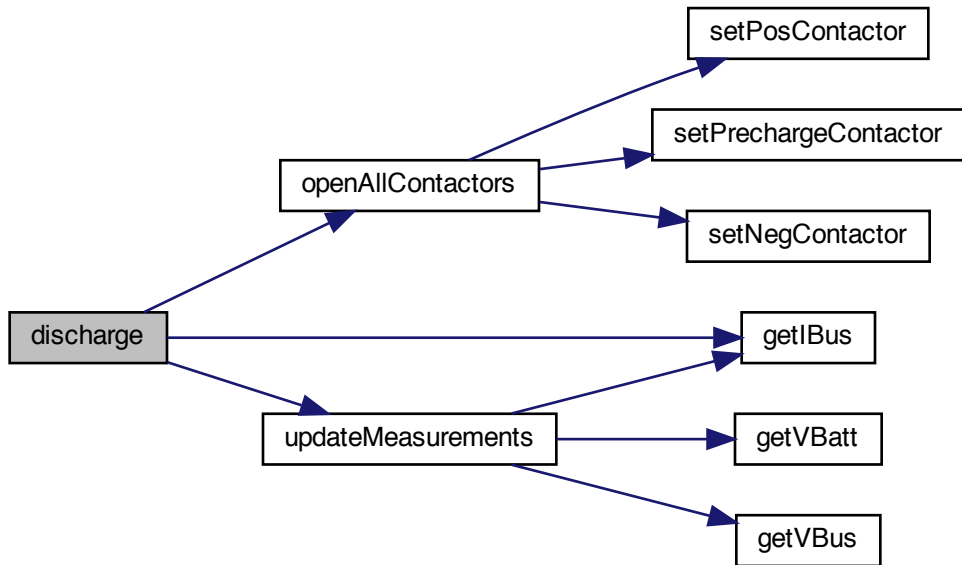 setPosContactor
setPrechargeContactor
openAllContactors
setNegContactor
discharge
getIBus
updateMeasurements
getVBatt
getVBus